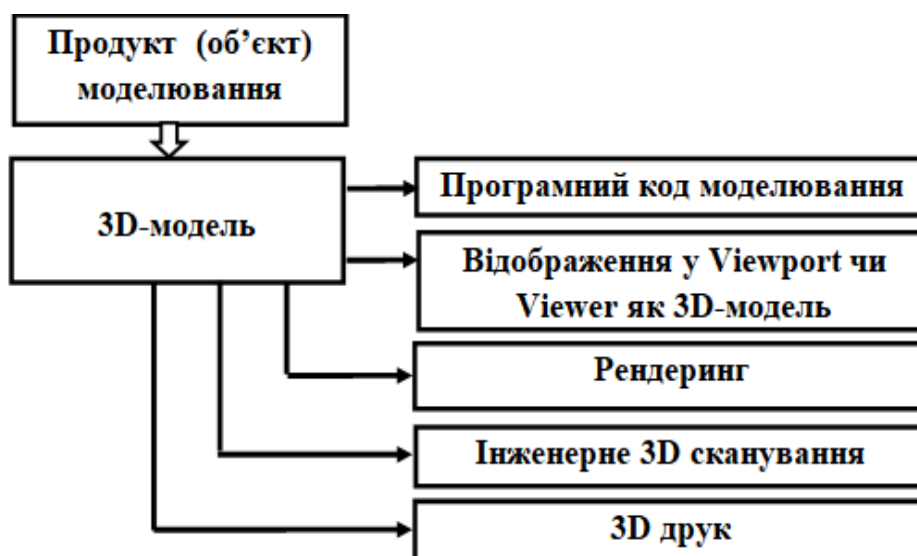 Продукт (об’єкт)
моделювання
3D-модель
Програмний код моделювання
Відображення у Viewport чи
Viewer як 3D-модель
Рендеринг
Інженерне 3D сканування
3D друк